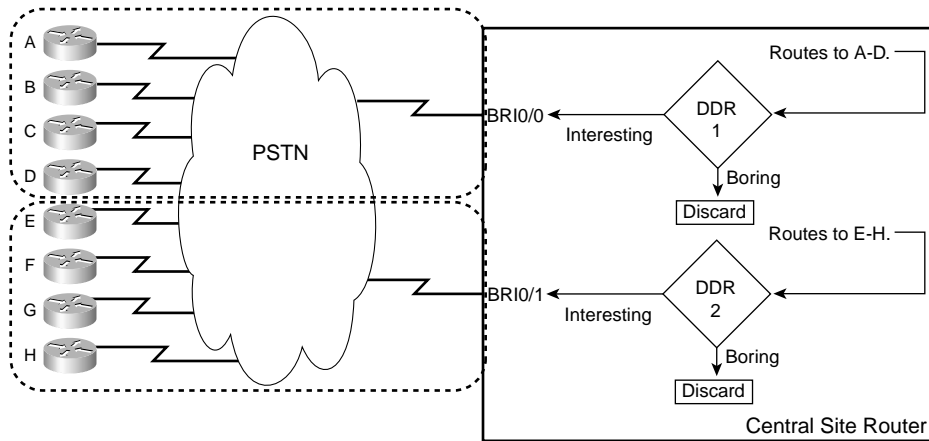 A
B
C
D
E
F
G
H
PSTN
BRI0/0
Interesting
DDR
1
Routes to A-D.
Boring
Discard
BRI0/1
Interesting
DDR
2
Routes to E-H.
Boring
Discard
Central Site Router